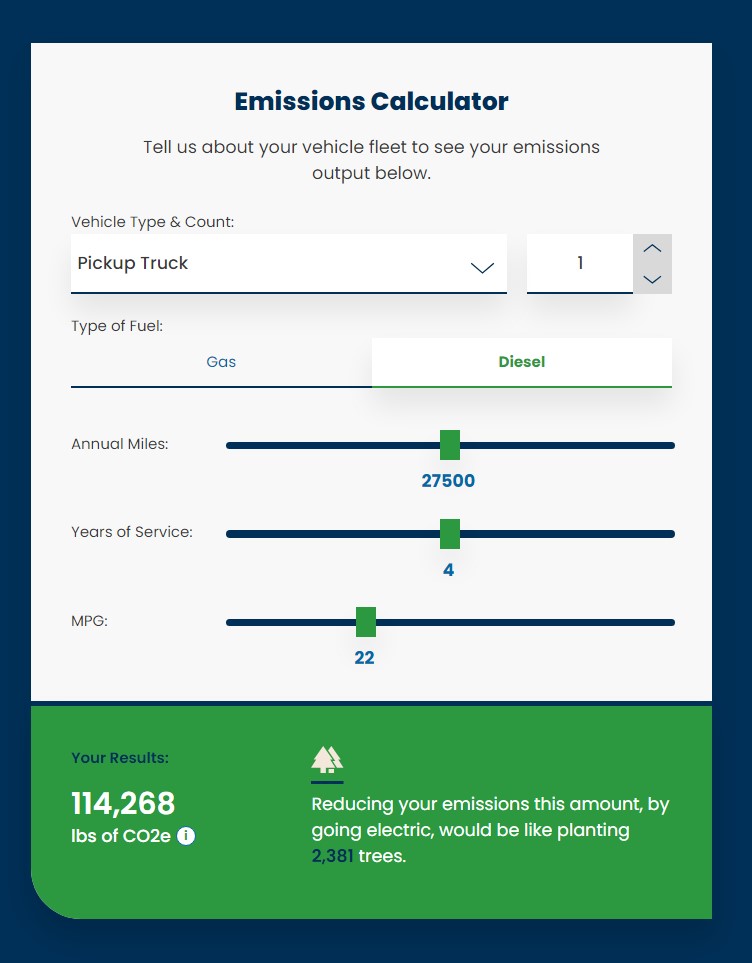 Emissions Calculator
Tell us about your vehicle fleet to see your emissions
output below.
Vehicle Type & Count:
Pickup Truck
1
Type of Fuel:
Gas
Diesel
Annual Miles:
27500
Years of Service:
4
MPG:
22
Your Results:
114,268
lbs of CO2e i
Reducing your emissions this amount, by
going electric, would be like planting
2,381 trees.